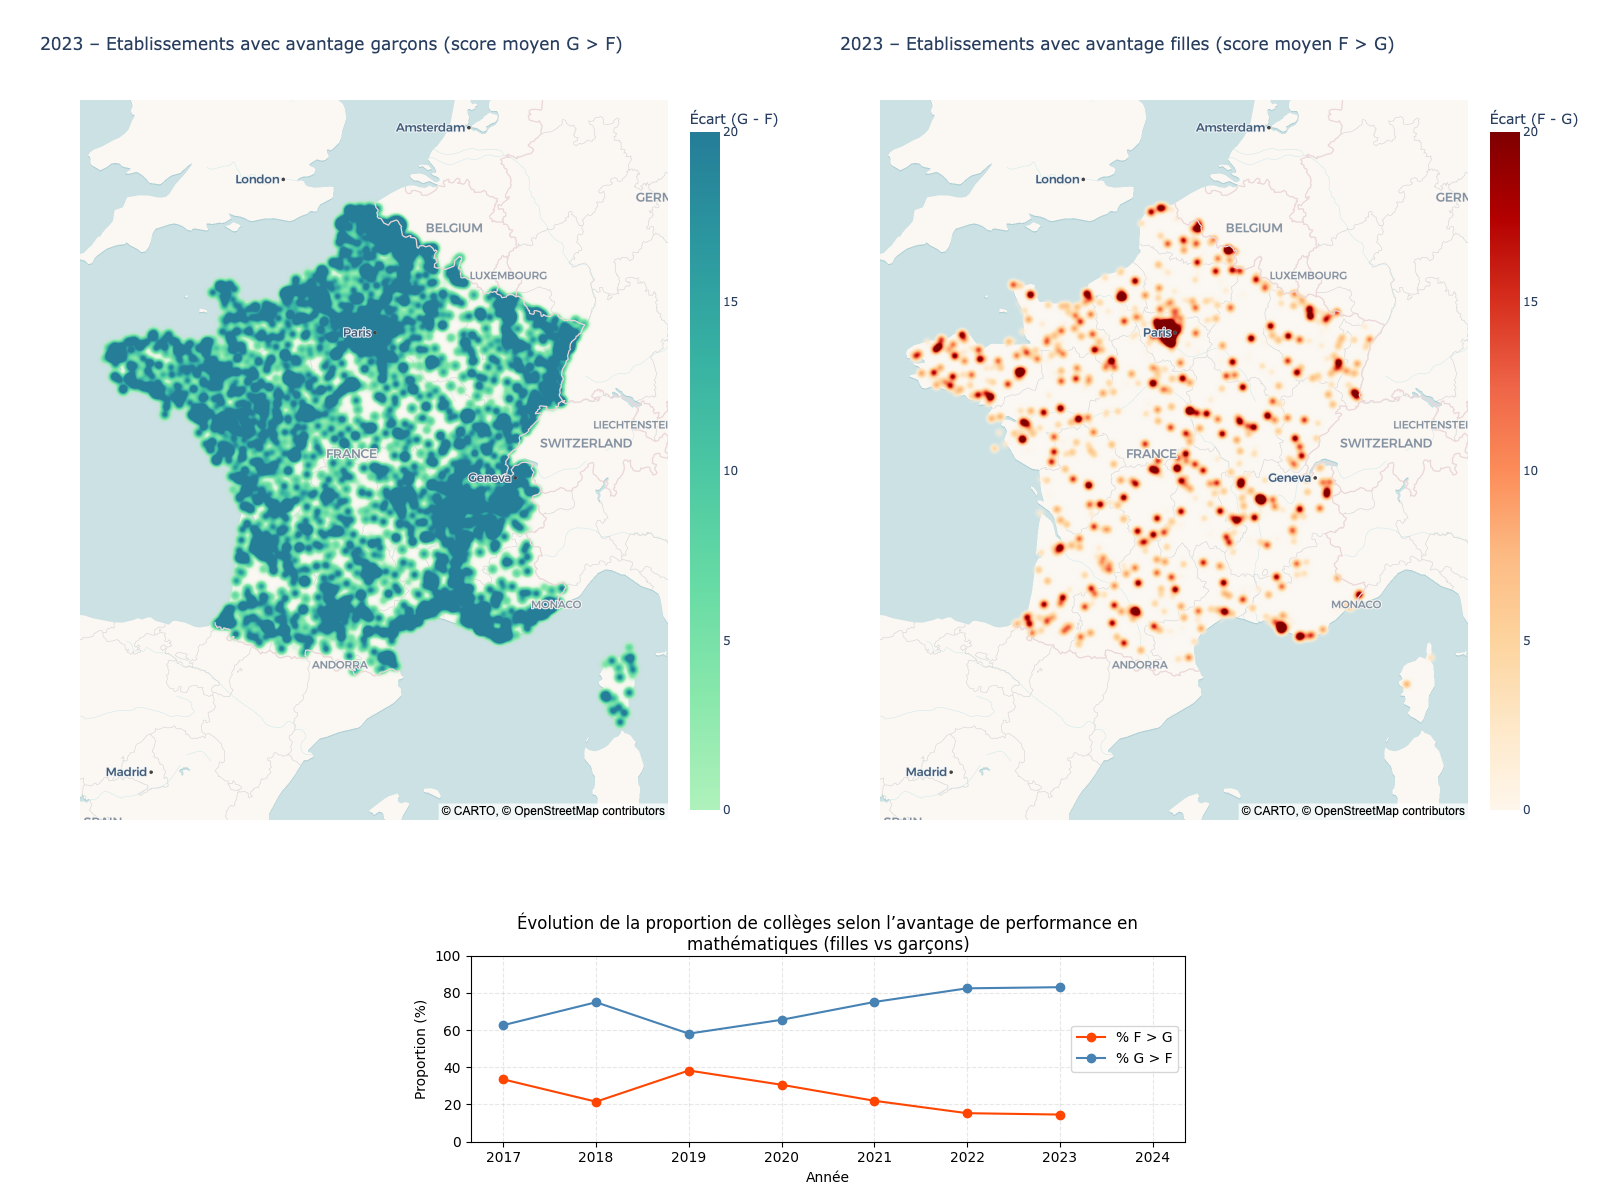 2023 – Etablissements avec avantage garçons (score moyen G > F)
2023 – Etablissements avec avantage filles (score moyen F > G)
Amsterdam
London
GERM
BELGIUM
LUXEMBOURG
Paris
LIECHTENSTEI
SWITZERLAND
FRANCE
Geneva
MONACO
ANDORRA
Madrid
SPAIN
© CARTO, © OpenStreetMap contributors
Écart (G - F)
20
15
10
5
0
Amsterdam
London
GERM
BELGIUM
LUXEMBOURG
Paris
LIECHTENSTEI
SWITZERLAND
FRANCE
Geneva
MONACO
ANDORRA
Madrid
SPAIN
© CARTO, © OpenStreetMap contributors
Écart (F - G)
20
15
10
5
0
Évolution de la proportion de collèges selon l’avantage de performance en
mathématiques (filles vs garçons)
Proportion (%)
100
80
60
40
20
0
% F > G
% G > F
2017 2018 2019 2020 2021 2022 2023 2024
Année